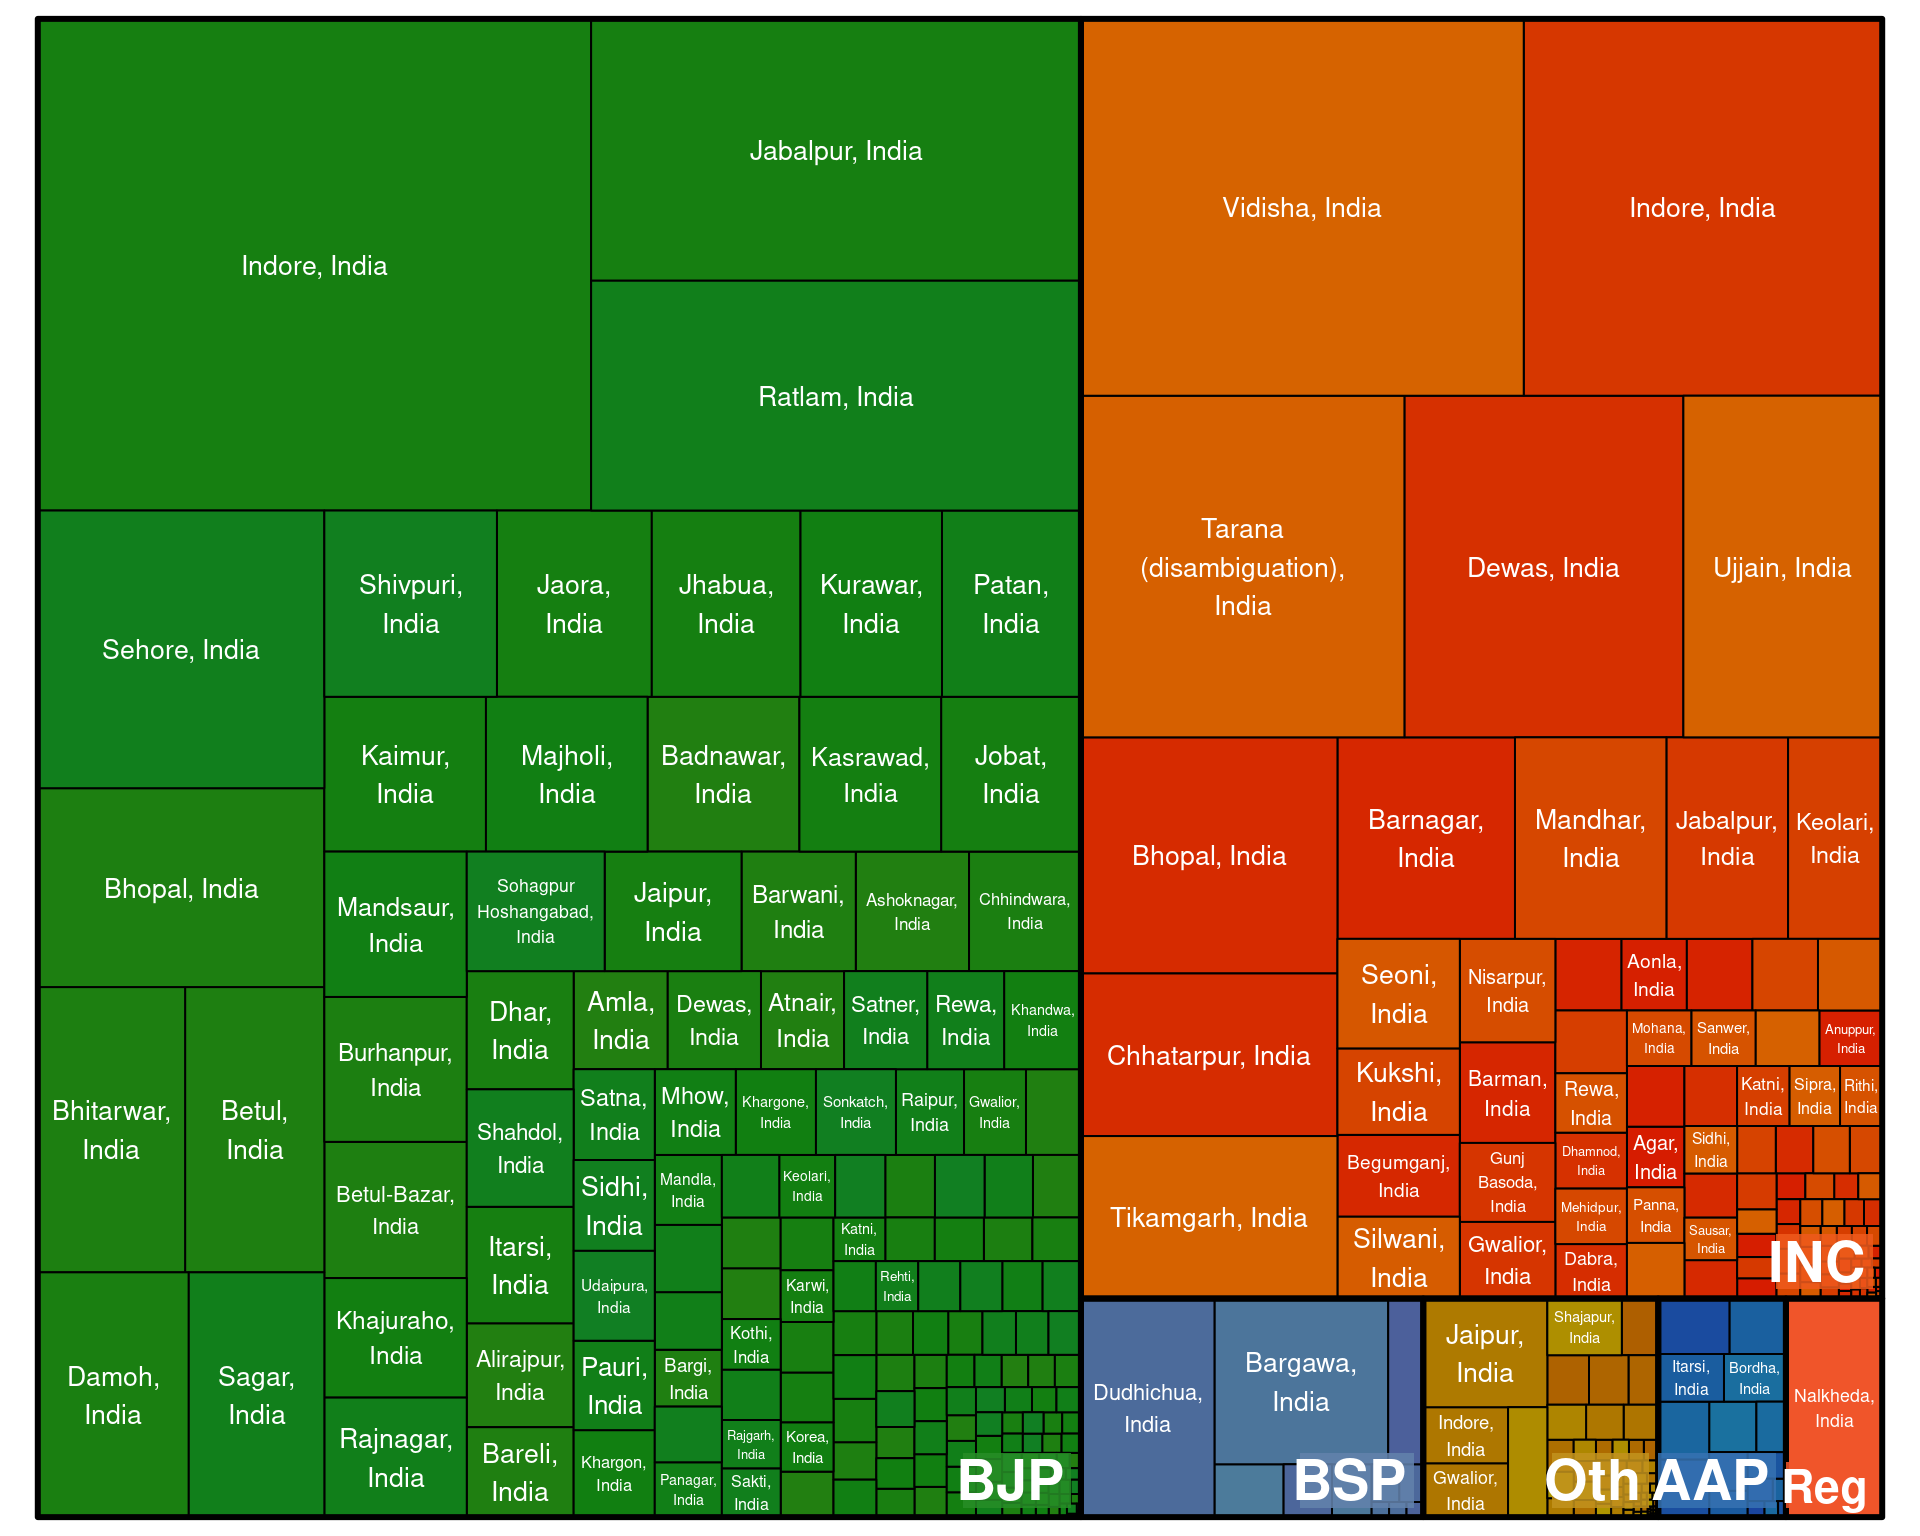 Indore, India
Jabalpur, India
Ratlam, India
Sehore, India
Shivpuri,
India
Jaora,
India
Jhabua,
India
Kurawar,
India
Patan,
India
Kaimur,
India
Majholi,
India
Badnawar,
India
Kasrawad,
India
Jobat,
India
Bhopal, India
Mandsaur,
India
Sohagpur
Hoshangabad,
India
Jaipur,
India
Barwani,
India
Ashoknagar,
India
Chhindwara,
India
Bhitarwar,
India
Betul,
India
Burhanpur,
India
Dhar,
India
Amla,
India
Dewas,
India
Atnair,
India
Satner,
India
Rewa,
India
Khandwa,
India
Shahdol,
India
Satna,
India
Mhow,
India
Khargone,
India
Sonkatch,
India
Raipur,
India
Gwalior,
India
Betul-Bazar,
India
Itarsi,
India
Sidhi,
India
Mandla,
India
Keolari,
India
Katni,
India
Udaipura,
India
Karwi,
India
Rehti,
India
Damoh,
India
Sagar,
India
Khajuraho,
India
Alirajpur,
India
Pauri,
India
Bargi,
India
Kothi,
India
Rajnagar,
India
Bareli,
India
Khargon,
India
Panagar,
India
Rajgarh,
India
Sakti,
India
Korea,
India
BJP
Vidisha, India
Indore, India
Tarana
(disambiguation),
India
Dewas, India
Ujjain, India
Bhopal, India
Barnagar,
India
Mandhar,
India
Jabalpur,
India
Keolari,
India
Chhatarpur, India
Seoni,
India
Nisarpur,
India
Aonla,
India
Mohana,
India
Sanwer,
India
Anuppur,
India
Kukshi,
India
Barman,
India
Rewa,
India
Katni,
India
Sipra,
India
Rithi,
India
Tikamgarh, India
Begumganj,
India
Gunj
Basoda,
India
Dhamnod,
India
Agar,
India
Sidhi,
India
Silwani,
India
Gwalior,
India
Mehidpur,
India
Panna,
India
Sausar,
India
Dabra,
India
INC
Dudhichua,
India
Bargawa,
India
BSP
Jaipur,
India
Shajapur,
India
Indore,
India
Gwalior,
India
Oth
Itarsi,
India
Bordha,
India
AAP
Nalkheda,
India
Reg